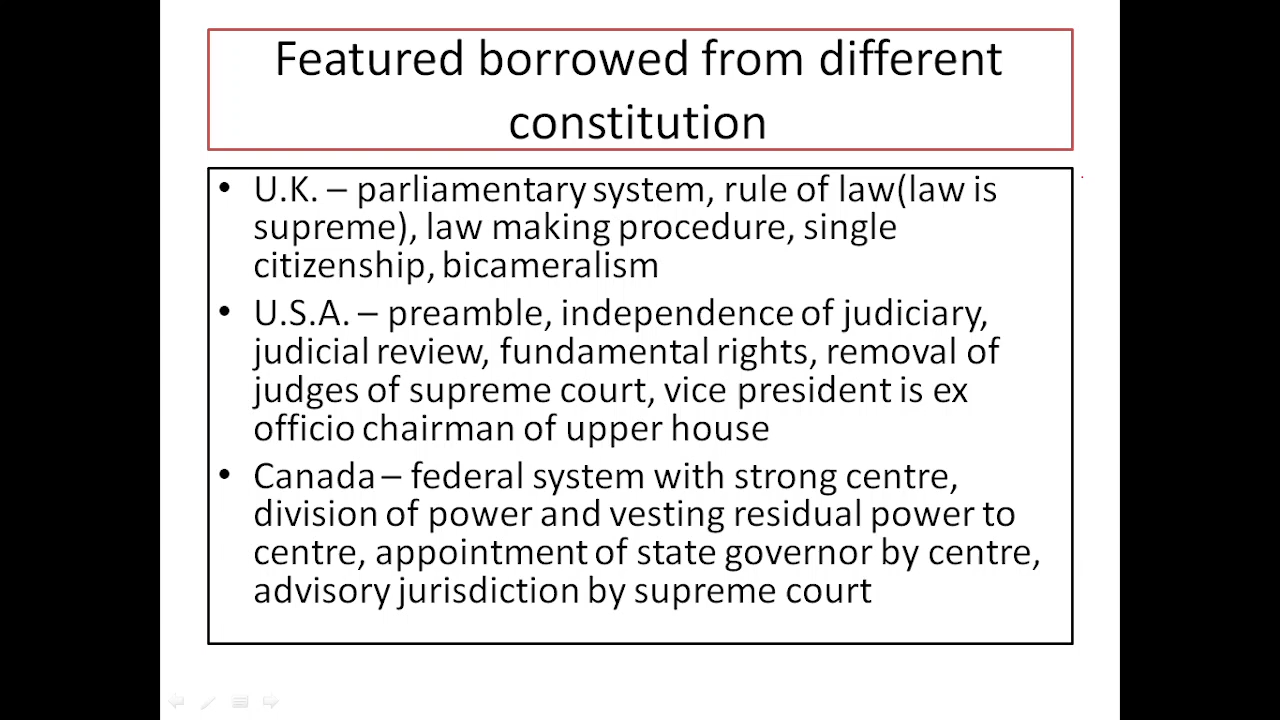 Featured borrowed from different
constitution
• U.K. – parliamentary system, rule of law(law is
supreme), law making procedure, single
citizenship, bicameralism
• U.S.A. – preamble, independence of judiciary,
judicial review, fundamental rights, removal of
judges of supreme court, vice president is ex
officio chairman of upper house
• Canada – federal system with strong centre,
division of power and vesting residual power to
centre, appointment of state governor by centre,
advisory jurisdiction by supreme court